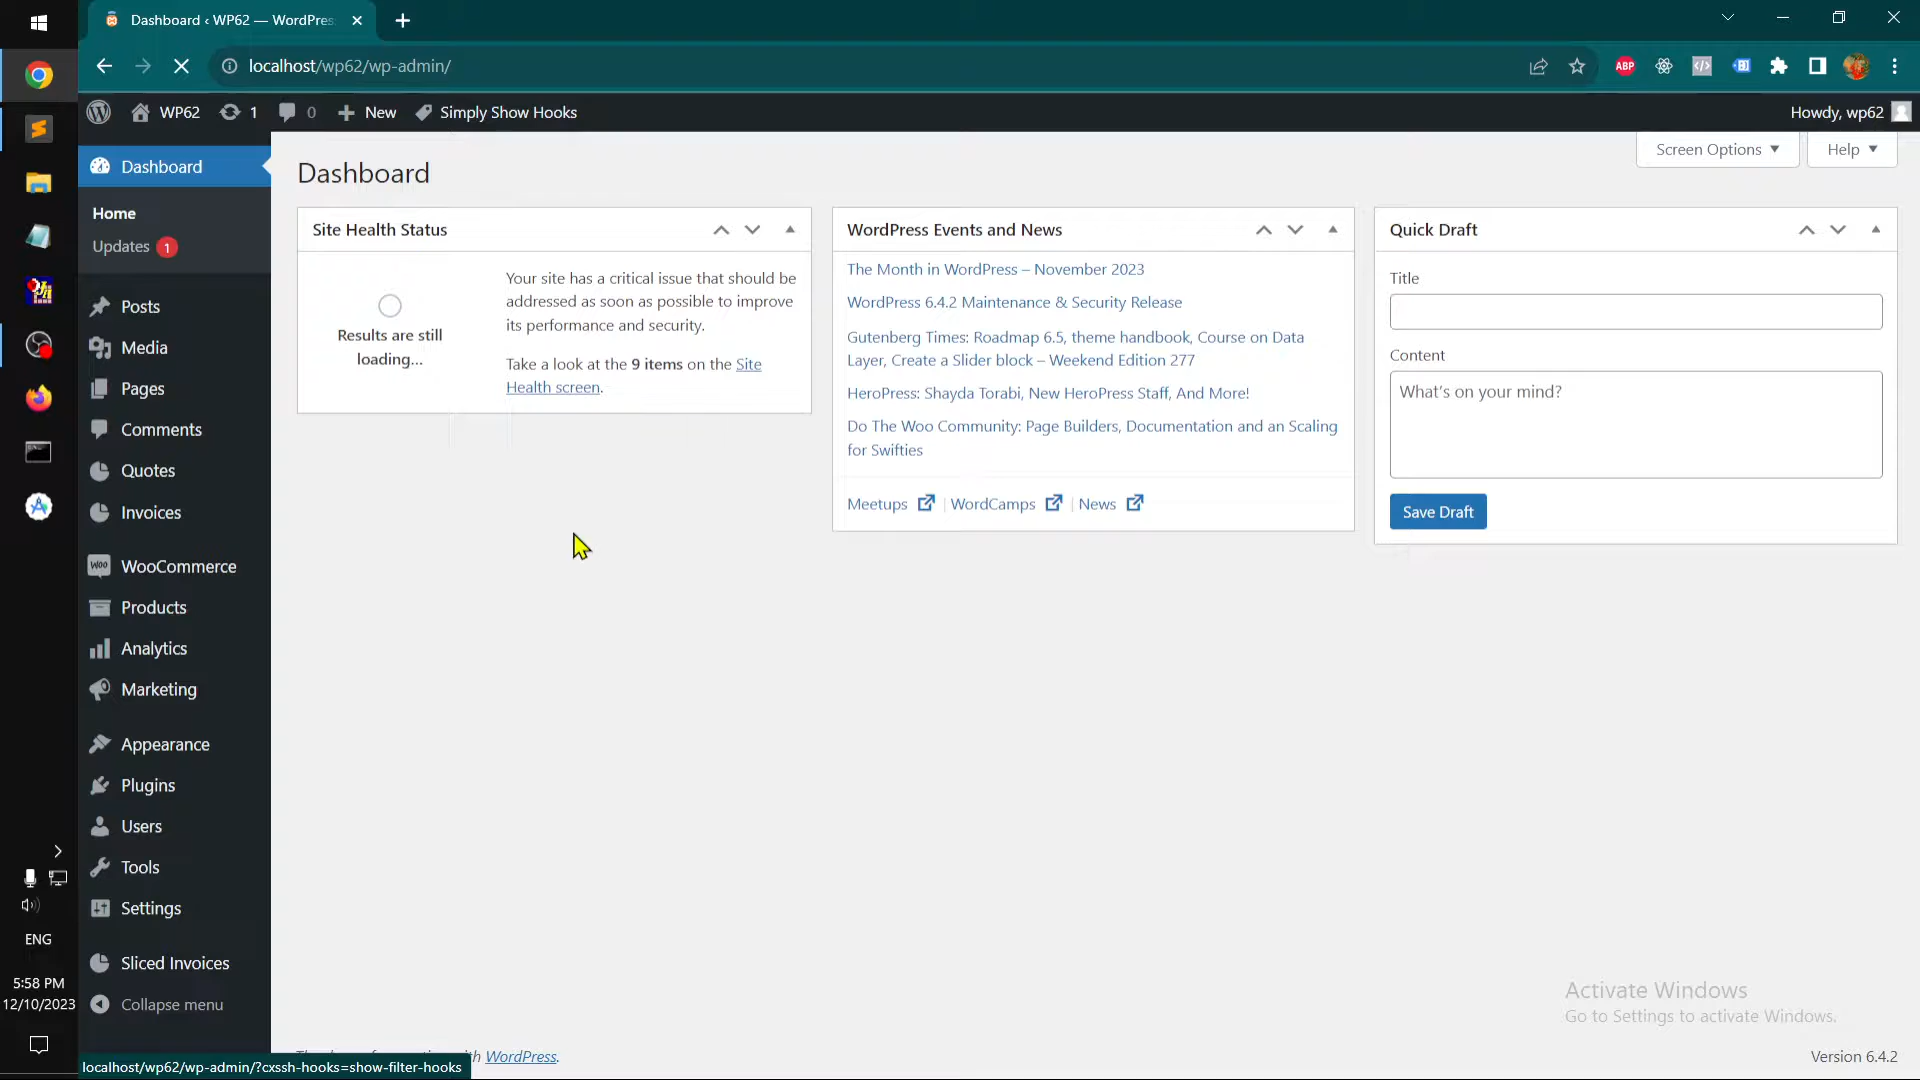 Dashboard ‹ WP62 — WordPres
localhost/wp62/wp-admin/
ABP
WP62
1
0
New
Simply Show Hooks
Howdy, wp62
Dashboard
Home
Updates 1
Posts
Media
Pages
Comments
Quotes
Invoices
woo WooCommerce
Products
Analytics
Marketing
Appearance
Plugins
Users
Tools
Settings
Sliced Invoices
Collapse menu
Screen Options
Help
Dashboard
Site Health Status
Results are still
loading...
Your site has a critical issue that should be
addressed as soon as possible to improve
its performance and security.
Take a look at the 9 items on the Site
Health screen.
WordPress Events and News
The Month in WordPress – November 2023
WordPress 6.4.2 Maintenance & Security Release
Gutenberg Times: Roadmap 6.5, theme handbook, Course on Data
Layer, Create a Slider block – Weekend Edition 277
HeroPress: Shayda Torabi, New HeroPress Staff, And More!
Do The Woo Community: Page Builders, Documentation and an Scaling
for Swifties
Meetups | WordCamps | News
Quick Draft
Title
Content
What's on your mind?
Save Draft
Activate Windows
Go to Settings to activate Windows.
WordPress.
Version 6.4.2
localhost/wp62/wp-admin/?cxssh-hooks=show-filter-hooks
ENG
5:58 PM
12/10/2023